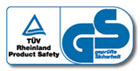 TÜV
Rheinland
Product Safety
GS
geprüfte
Sicherheit